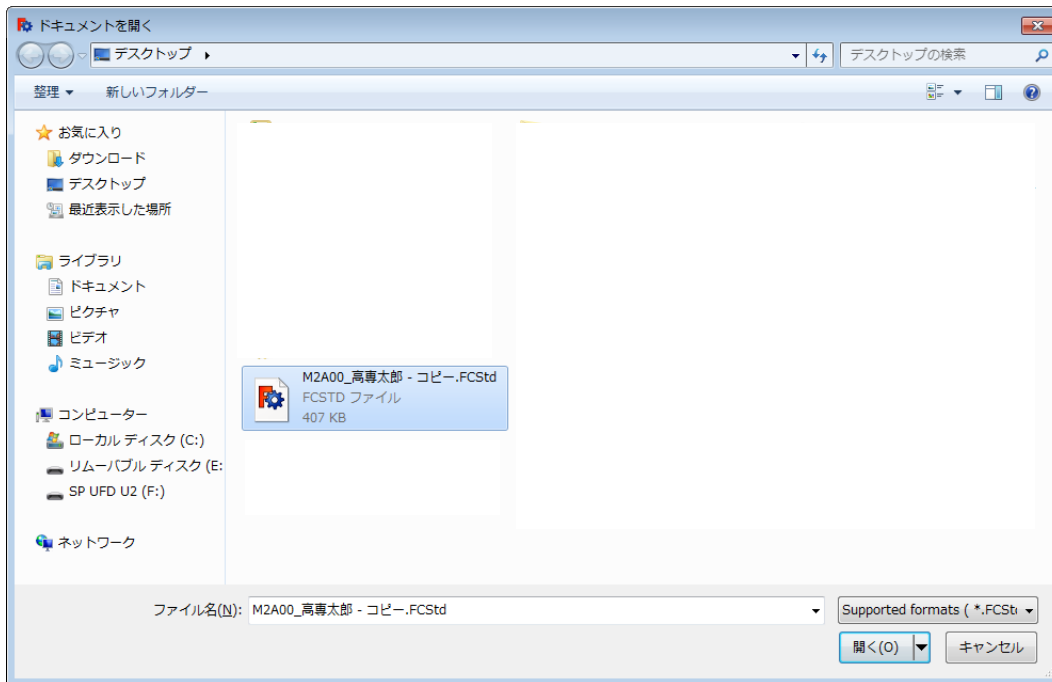 ドキュメントを開く
デスクトップ
デスクトップの検索
整理
新しいフォルダー
お気に入り
ダウンロード
デスクトップ
最近表示した場所
ライブラリ
ドキュメント
ピクチャ
ビデオ
ミュージック
コンピューター
ローカル ディスク (C:)
リムーバブル ディスク (E:
SP UFD U2 (F:)
ネットワーク
M2A00_高専太郎 - コピー.FCStd
FCSTD ファイル
407 KB
ファイル名(N): M2A00_高専太郎 - コピー.FCStd
Supported formats ( *.FCSt
開く(O)
キャンセル